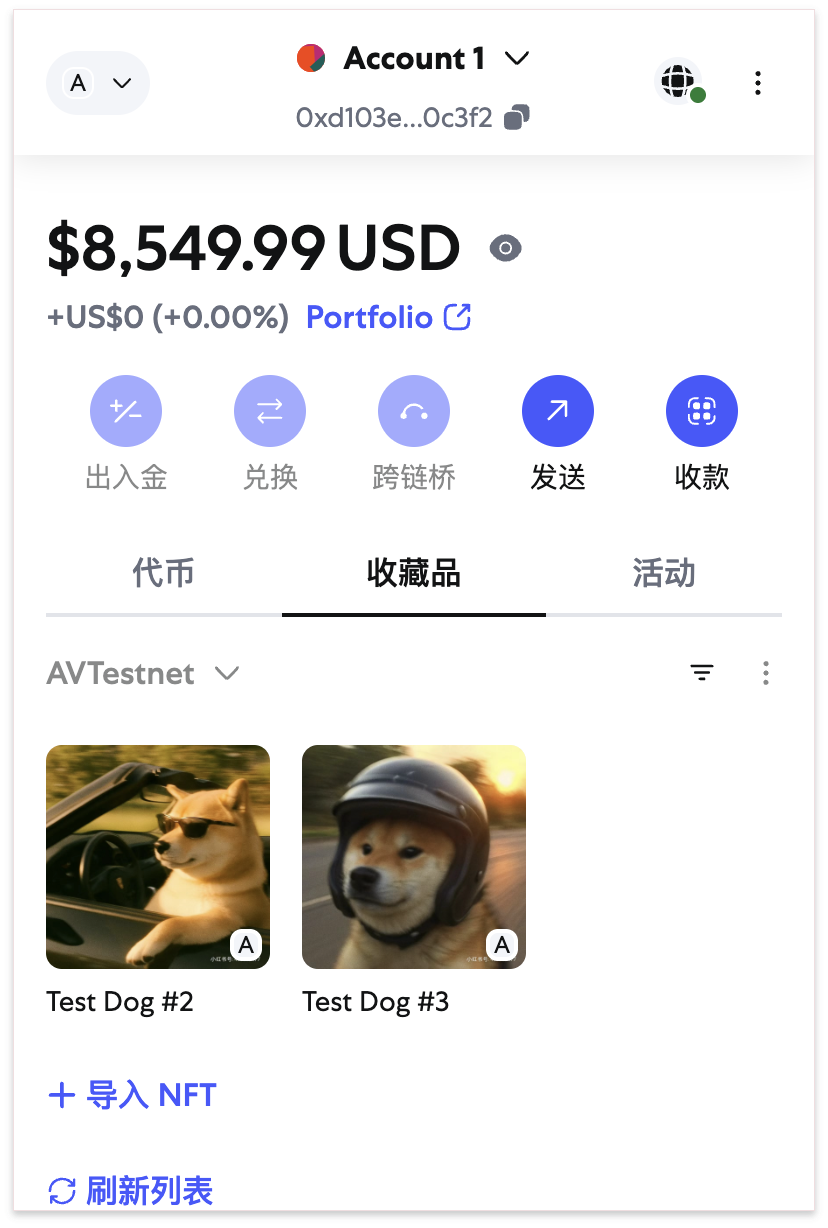 A
Account 1
0xd103e...0c3f2
$8,549.99 USD
+US$0 (+0.00%) Portfolio
出入金 兑换 跨链桥 发送 收款
代币 收藏品 活动
AVTestnet
A A
Test Dog #2 Test Dog #3
+ 导入 NFT
刷新列表